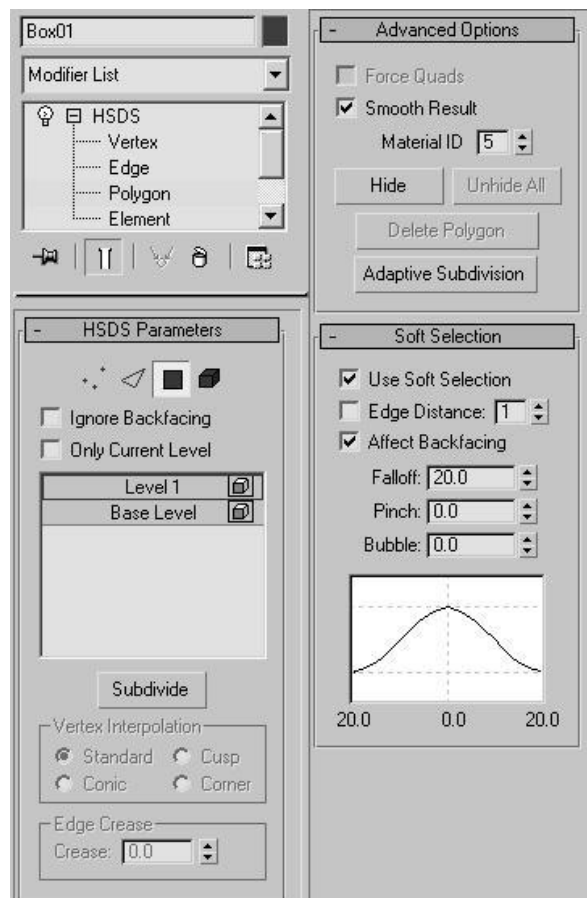 Box01
Modifier List
HSDS
Vertex
Edge
Polygon
Element
- HSDS Parameters
Ignore Backfacing
Only Current Level
Level 1
Base Level
Subdivide
Vertex Interpolation
Standard Cusp
Conic Corner
Edge Crease
Crease: 0.0
- Advanced Options
Force Quads
Smooth Result
Material ID 5
Hide Unhide All
Delete Polygon
Adaptive Subdivision
- Soft Selection
Use Soft Selection
Edge Distance: 1
Affect Backfacing
Falloff: 20.0
Pinch: 0.0
Bubble: 0.0
20.0 0.0 20.0